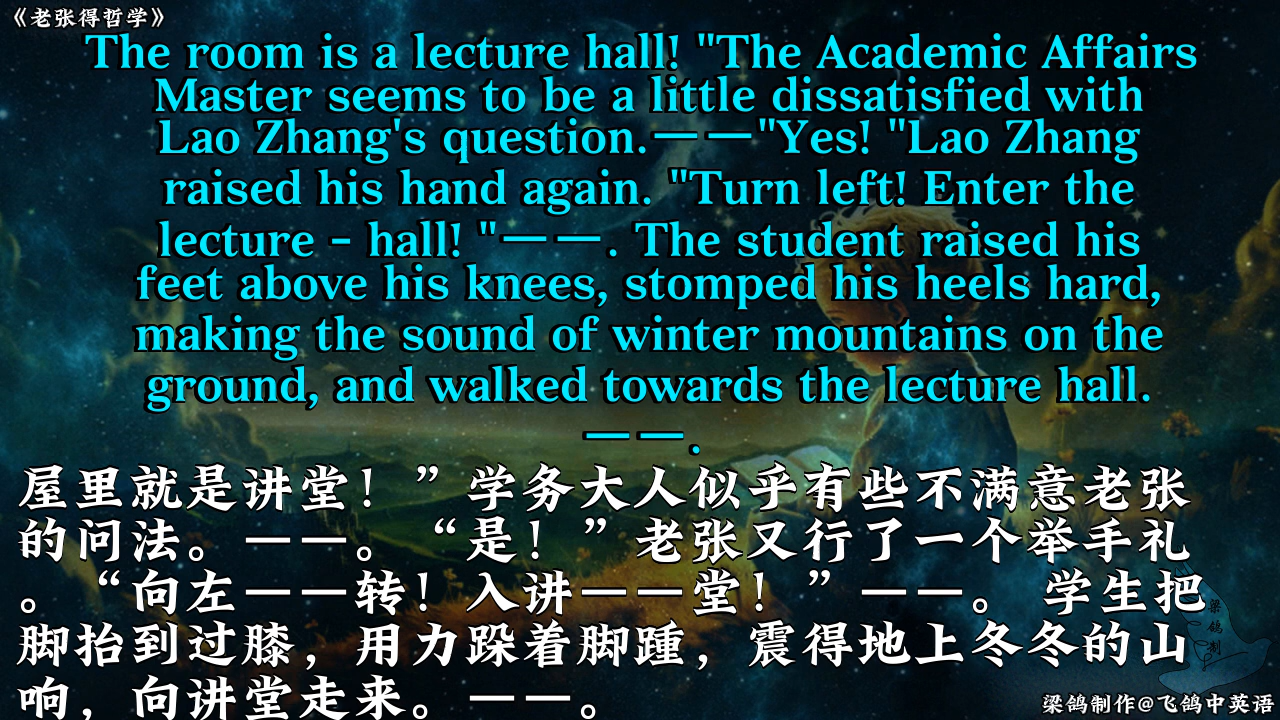 《老张得哲学》
The room is a lecture hall! "The Academic Affairs
Master seems to be a little dissatisfied with
Lao Zhang's question.——"Yes! "Lao Zhang
raised his hand again. "Turn left! Enter the
lecture - hall! "——. The student raised his
feet above his knees, stomped his heels hard,
making the sound of winter mountains on the
ground, and walked towards the lecture hall.
——.
屋里就是讲堂！”学务大人似乎有些不满意老张
的问法。——。“是！”老张又行了一个举手礼
。“向左——转！入讲——堂！”——。 学生把
脚抬到过膝，用力跺着脚踵，震得地上冬冬的山
响，向讲堂走来。——。
梁鸽制
梁鸽制作@飞鸽中英语